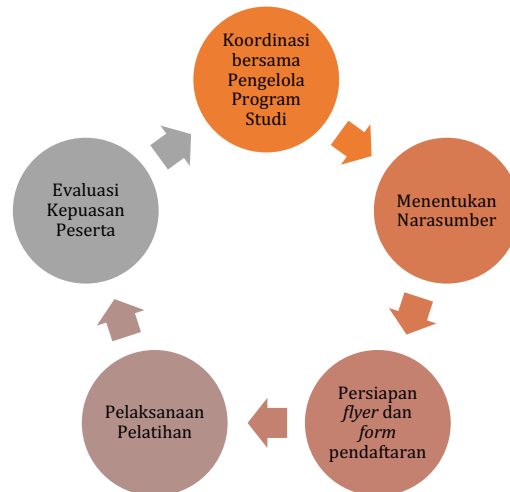 Koordinasi
bersama
Pengelola
Program
Studi
Menentukan
Narasumber
Persiapan
flyer dan
form
pendaftaran
Pelaksanaan
Pelatihan
Evaluasi
Kepuasan
Peserta